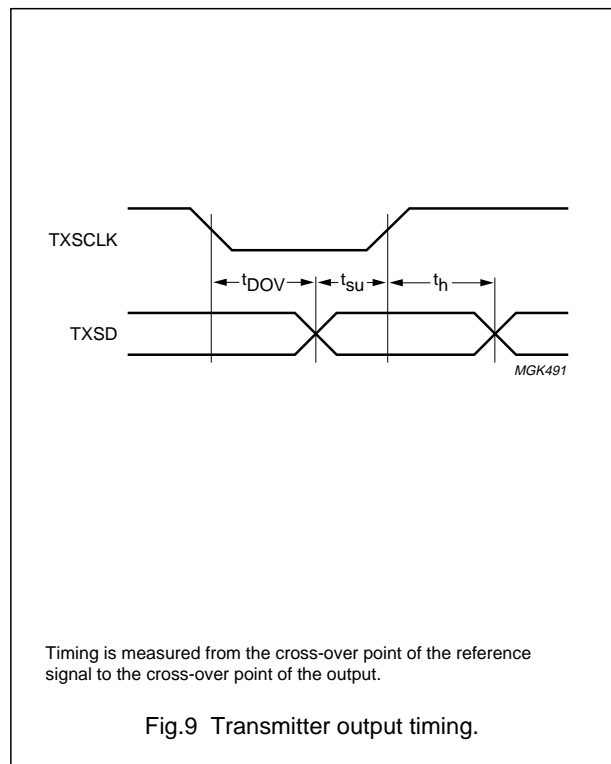 TXSCLK
tDOV tsu th
TXSD
MGK491
Timing is measured from the cross-over point of the reference
signal to the cross-over point of the output.
Fig.9 Transmitter output timing.